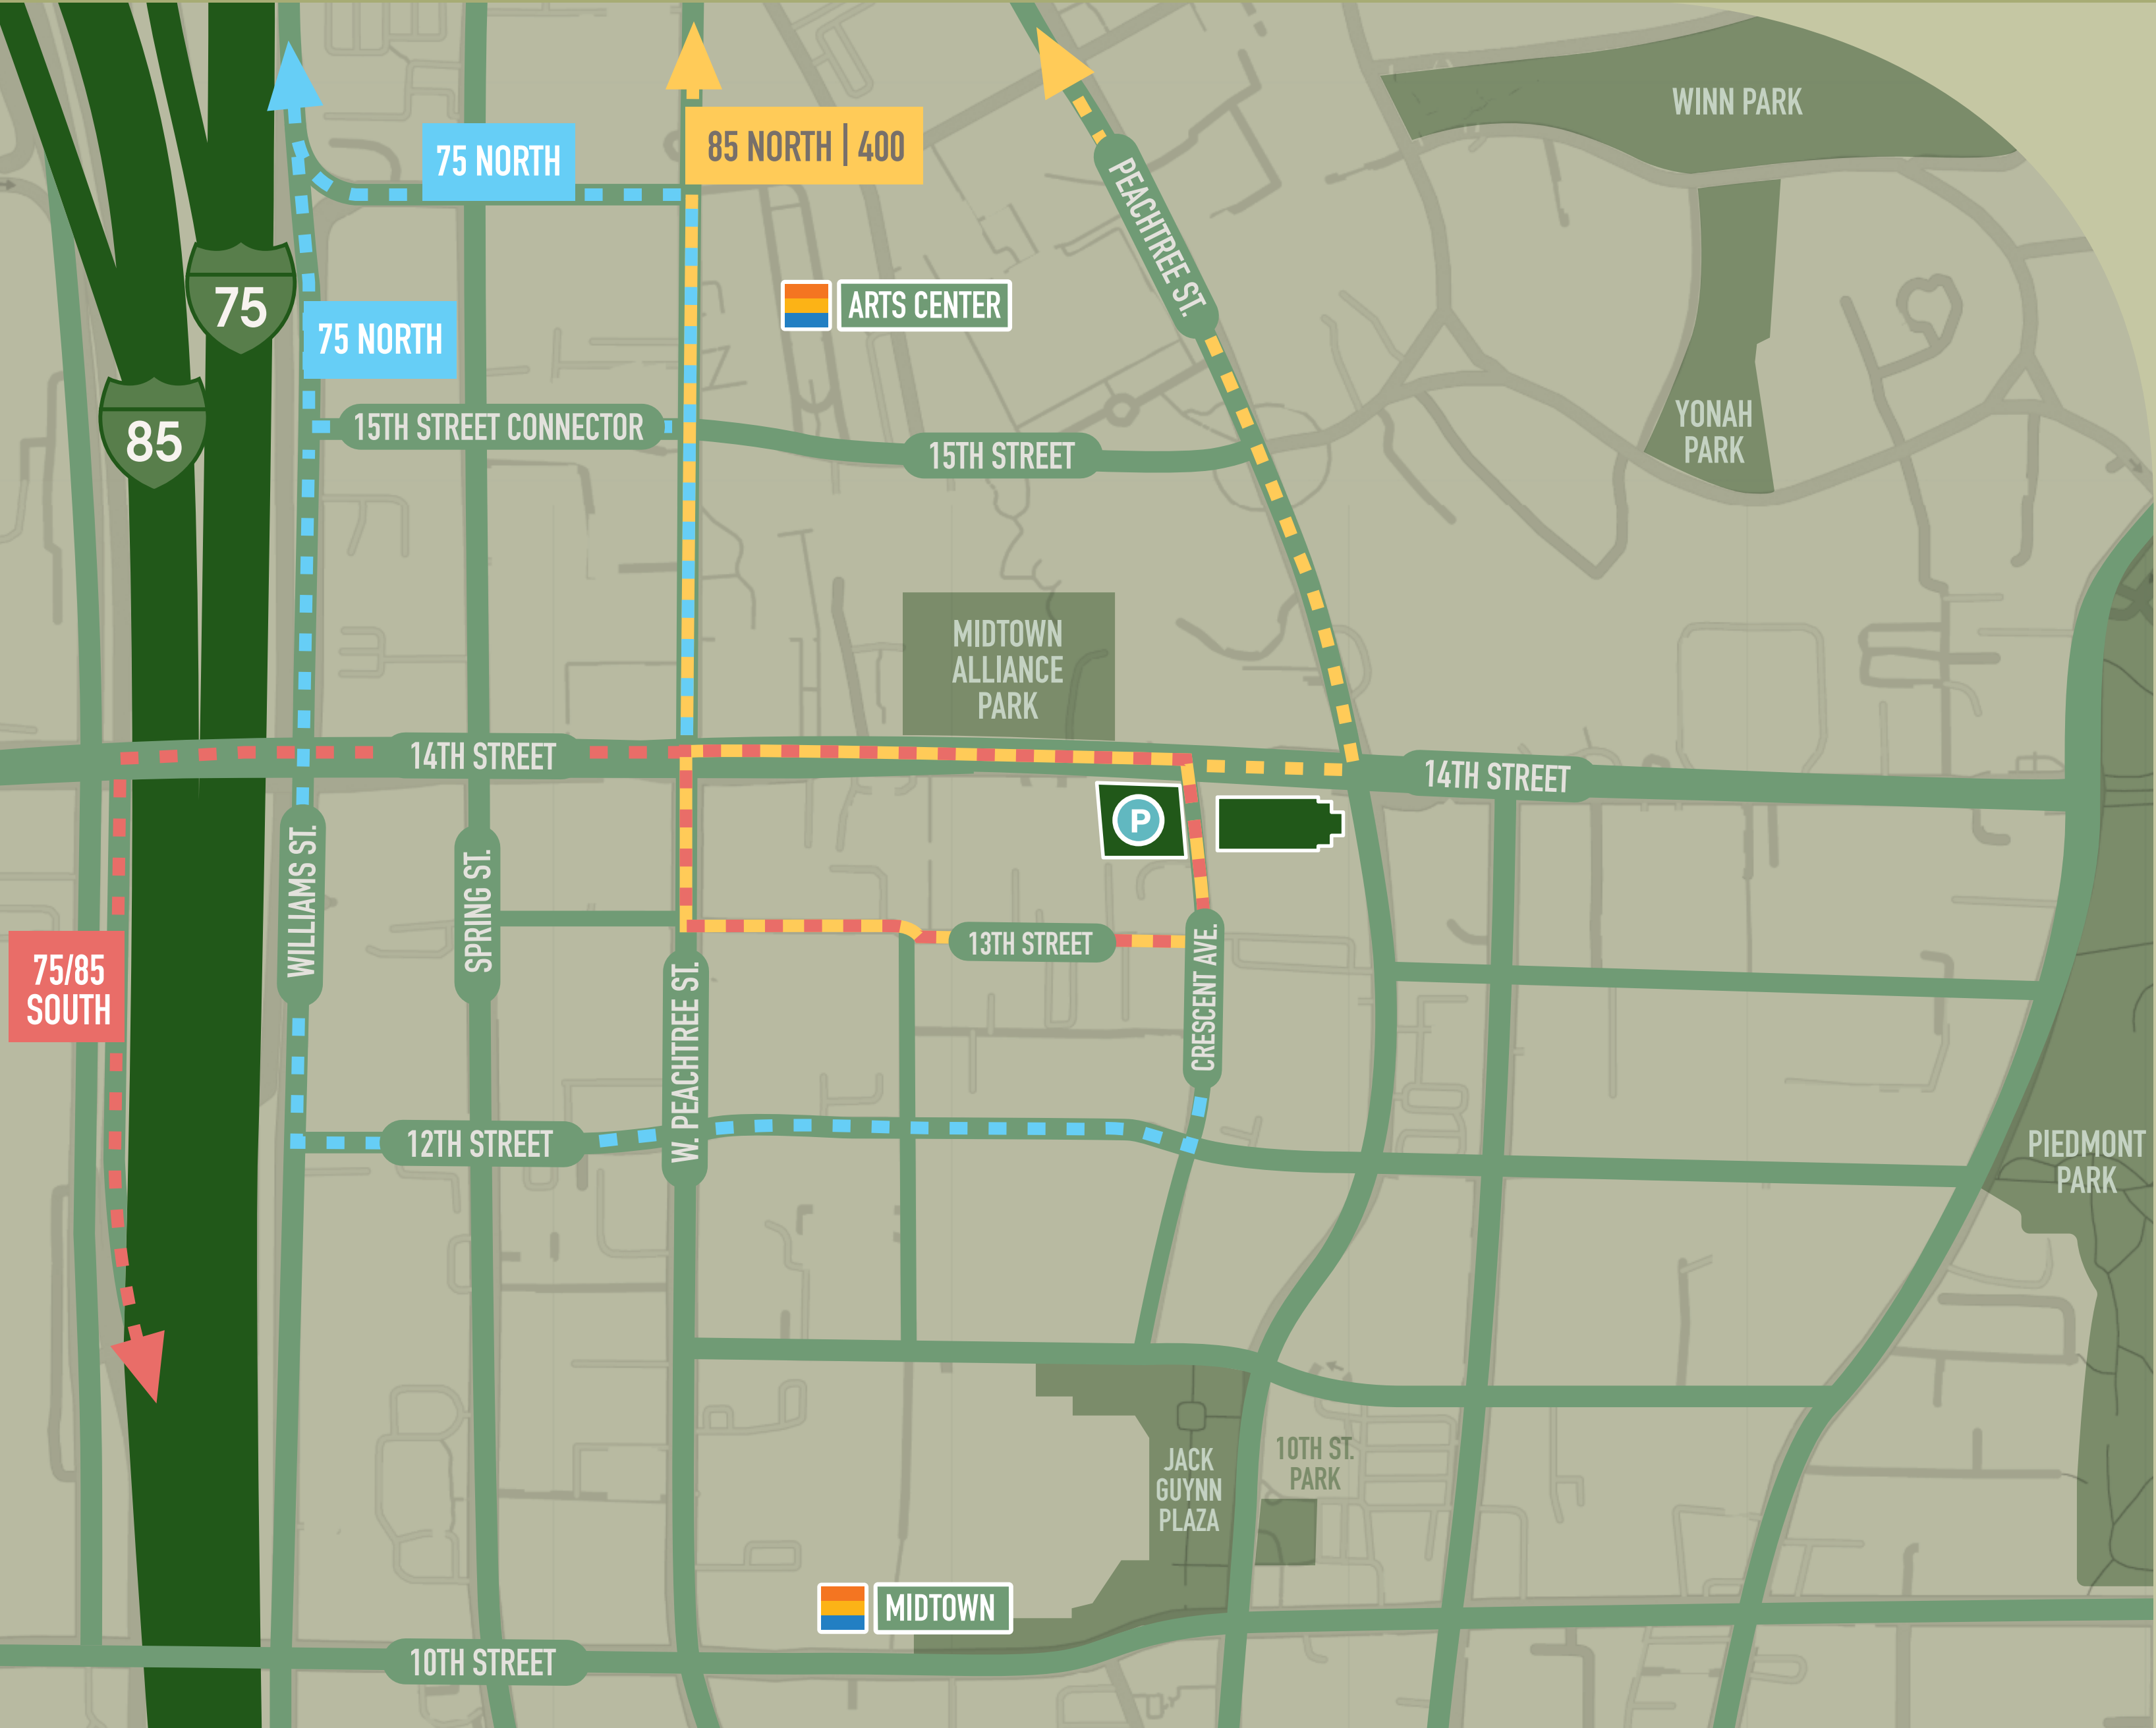 WINN PARK
85 NORTH | 400
75 NORTH
PEACHTREE ST.
75
ARTS CENTER
75 NORTH
85
15TH STREET CONNECTOR
15TH STREET
YONAH
PARK
MIDTOWN
ALLIANCE
PARK
14TH STREET
14TH STREET
P
WILLIAMS ST.
SPRING ST.
13TH STREET
75/85
SOUTH
W. PEACHTREE ST.
CRESCENT AVE.
12TH STREET
PIEDMONT
PARK
JACK
GUYNN
PLAZA
10TH ST.
PARK
MIDTOWN
10TH STREET